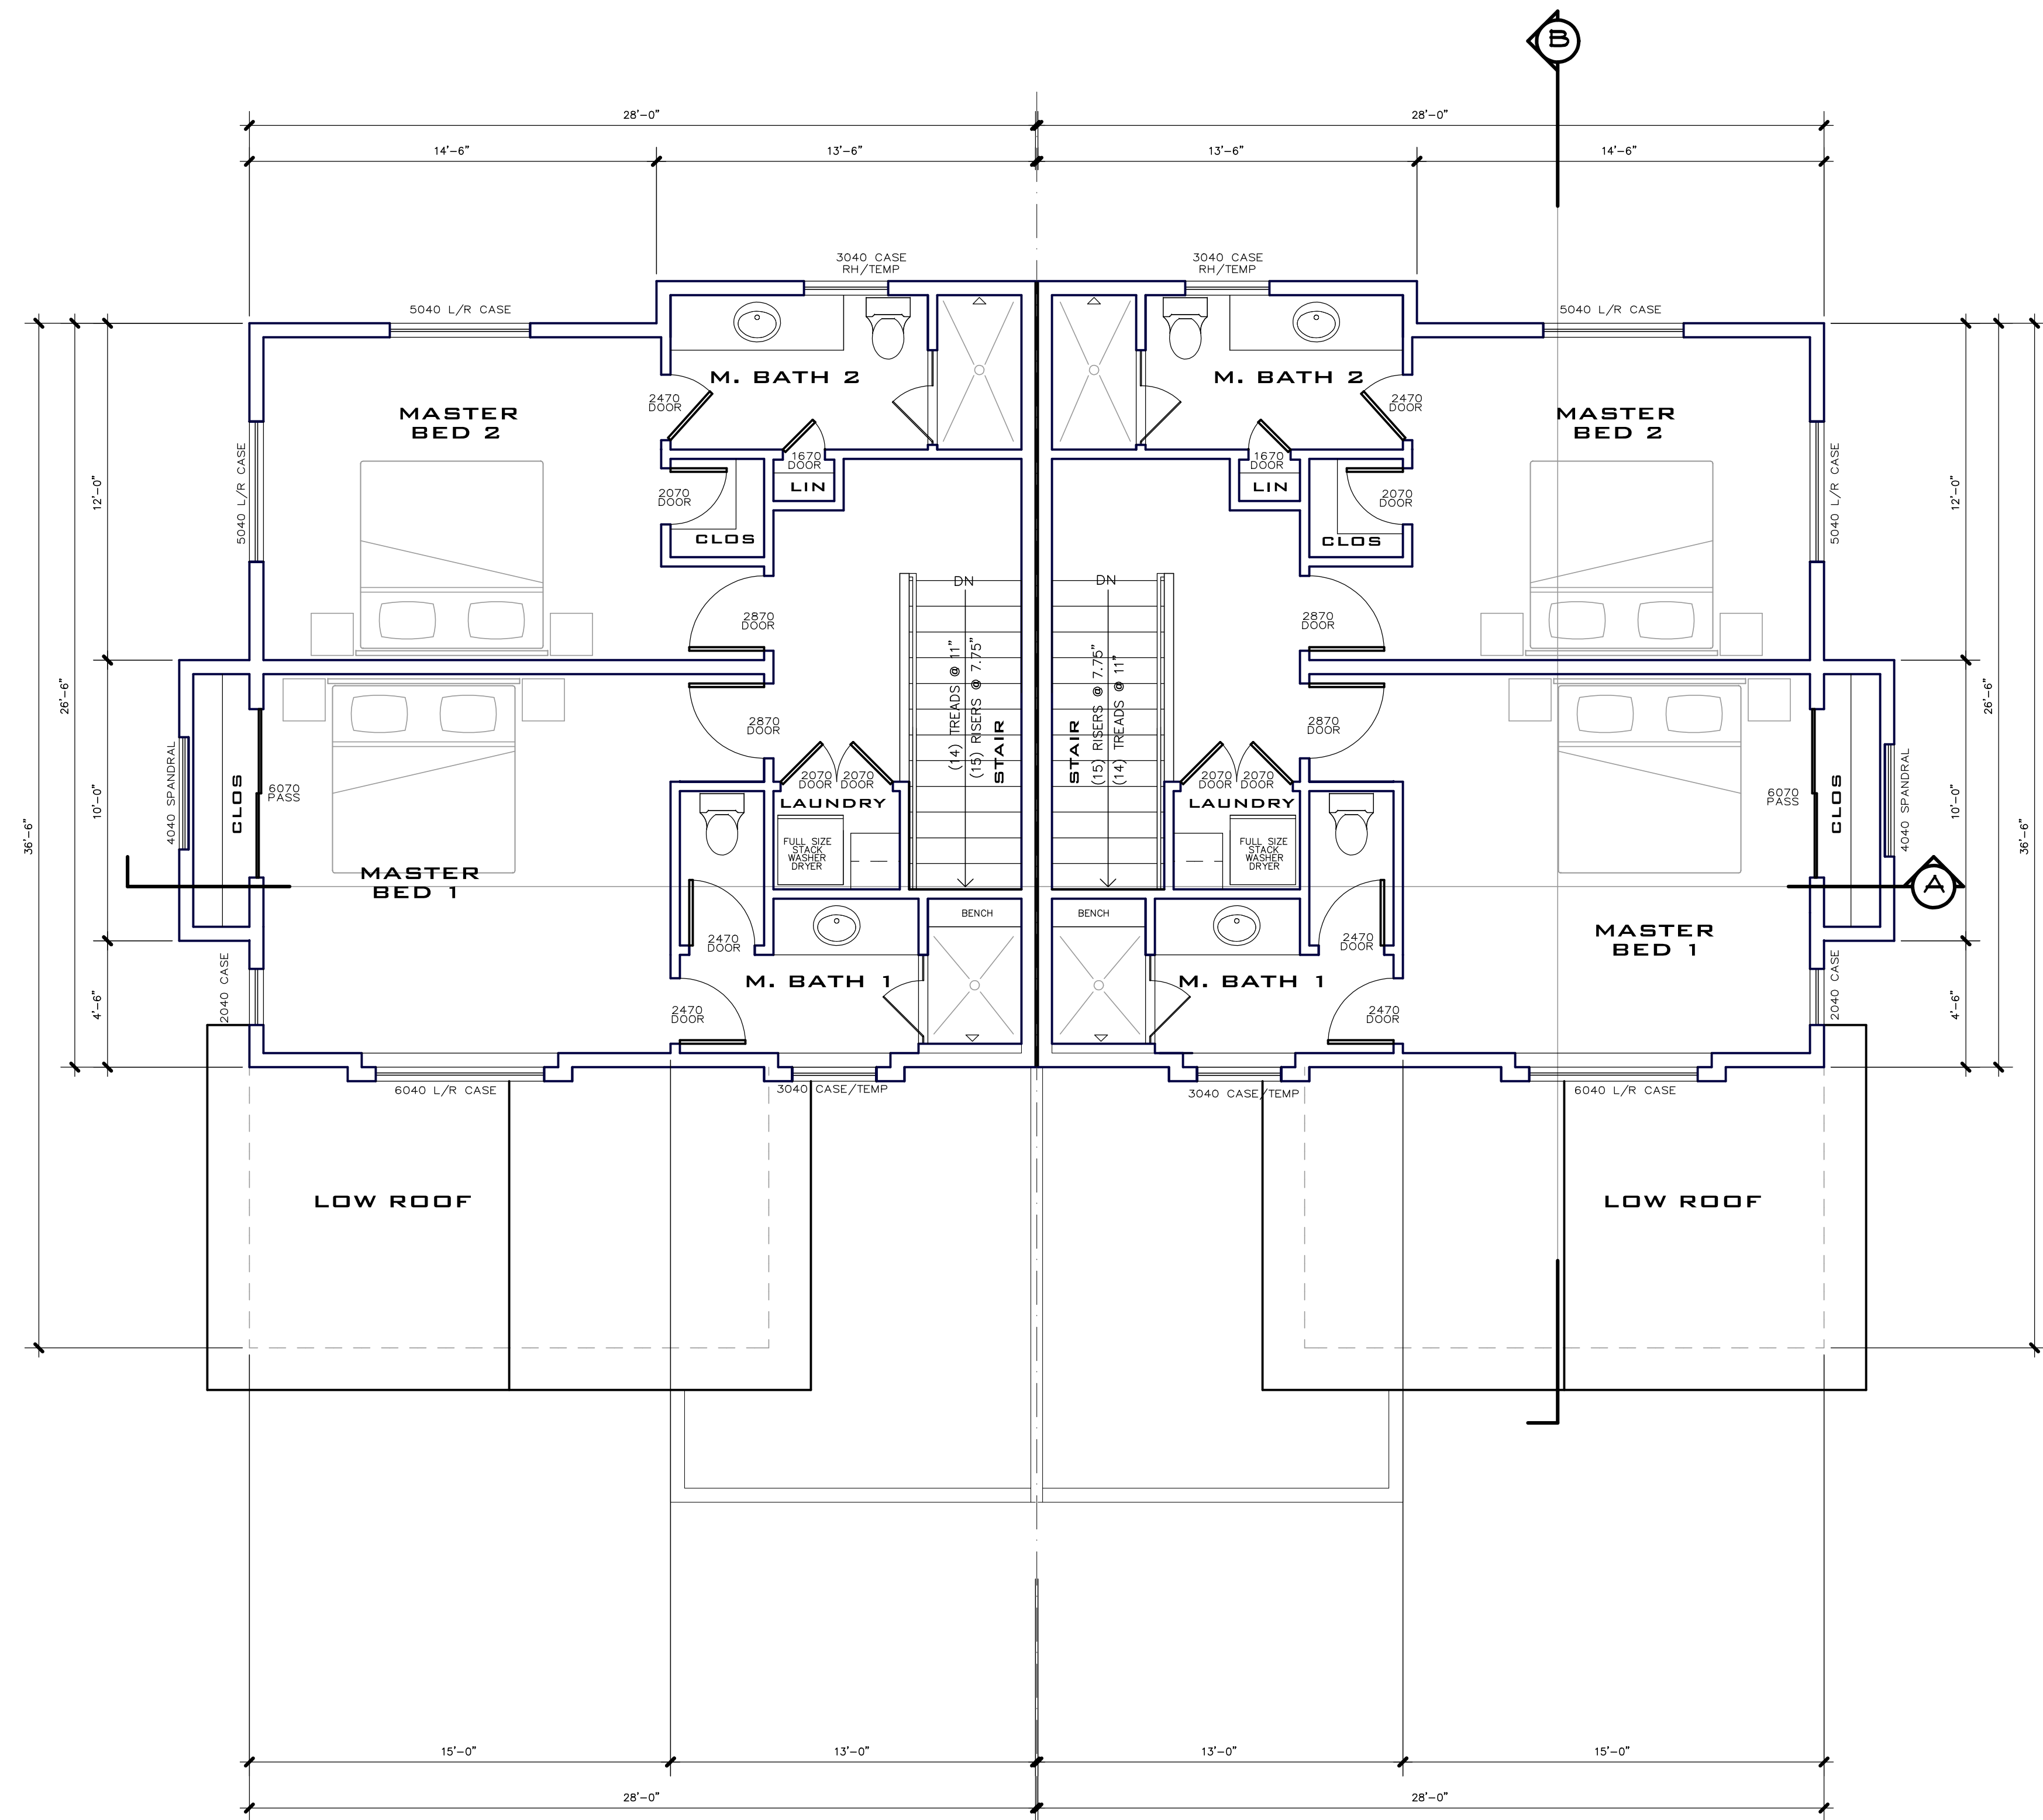 B
28'-0" 28'-0"
14'-6" 13'-6" 13'-6" 14'-6"
3040 CASE
RH/TEMP
3040 CASE
RH/TEMP
5040 L/R CASE
5040 L/R CASE
M. BATH 2
M. BATH 2
2470
DOOR
2470
DOOR
MASTER
BED 2
MASTER
BED 2
5040 L/R CASE
5040 L/R CASE
1670
DOOR
1670
DOOR
LIN
LIN
2070
DOOR
2070
DOOR
12'-0"
12'-0"
CLOS
CLOS
DN
DN
2870
DOOR
2870
DOOR
(14) TREADS @ 11"
(15) RISERS @ 7.75"
STAIR
STAIR
(15) RISERS @ 7.75"
(14) TREADS @ 11"
26'-6"
26'-6"
2870
DOOR
2870
DOOR
36'-6"
10'-0"
4040 SPANDRAL
CLOS
6070
PASS
2070
DOOR
2070
DOOR
LAUNDRY
FULL SIZE
STACK
WASHER
DRYER
2070
DOOR
2070
DOOR
LAUNDRY
FULL SIZE
STACK
WASHER
DRYER
6070
PASS
CLOS
4040 SPANDRAL
10'-0"
36'-6"
MASTER
BED 1
A
BENCH
BENCH
MASTER
BED 1
2470
DOOR
2470
DOOR
M. BATH 1
M. BATH 1
2040 CASE
2040 CASE
4'-6"
4'-6"
2470
DOOR
2470
DOOR
6040 L/R CASE
3040 CASE/TEMP
3040 CASE/TEMP
6040 L/R CASE
LOW ROOF
LOW ROOF
15'-0" 13'-0" 13'-0" 15'-0"
28'-0" 28'-0"